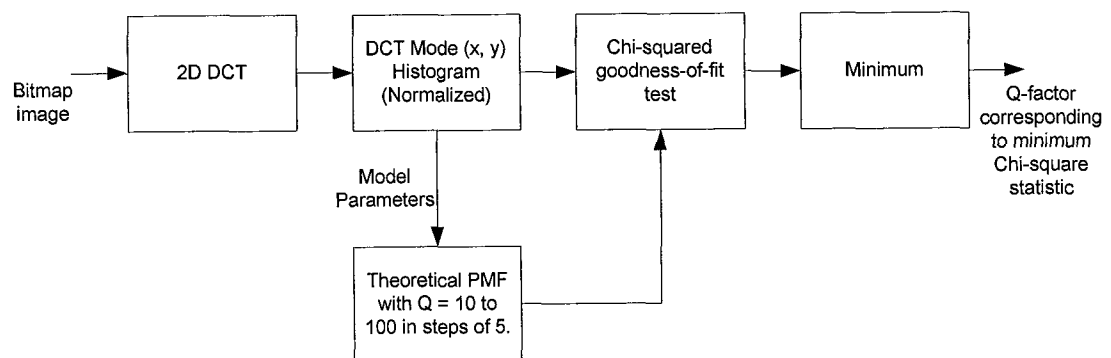 Bitmap
image
2D DCT
DCT Mode (x, y)
Histogram
(Normalized)
Chi-squared
goodness-of-fit
test
Minimum
Q-factor
corresponding
to minimum
Chi-square
statistic
Model
Parameters
Theoretical PMF
with Q = 10 to
100 in steps of 5.